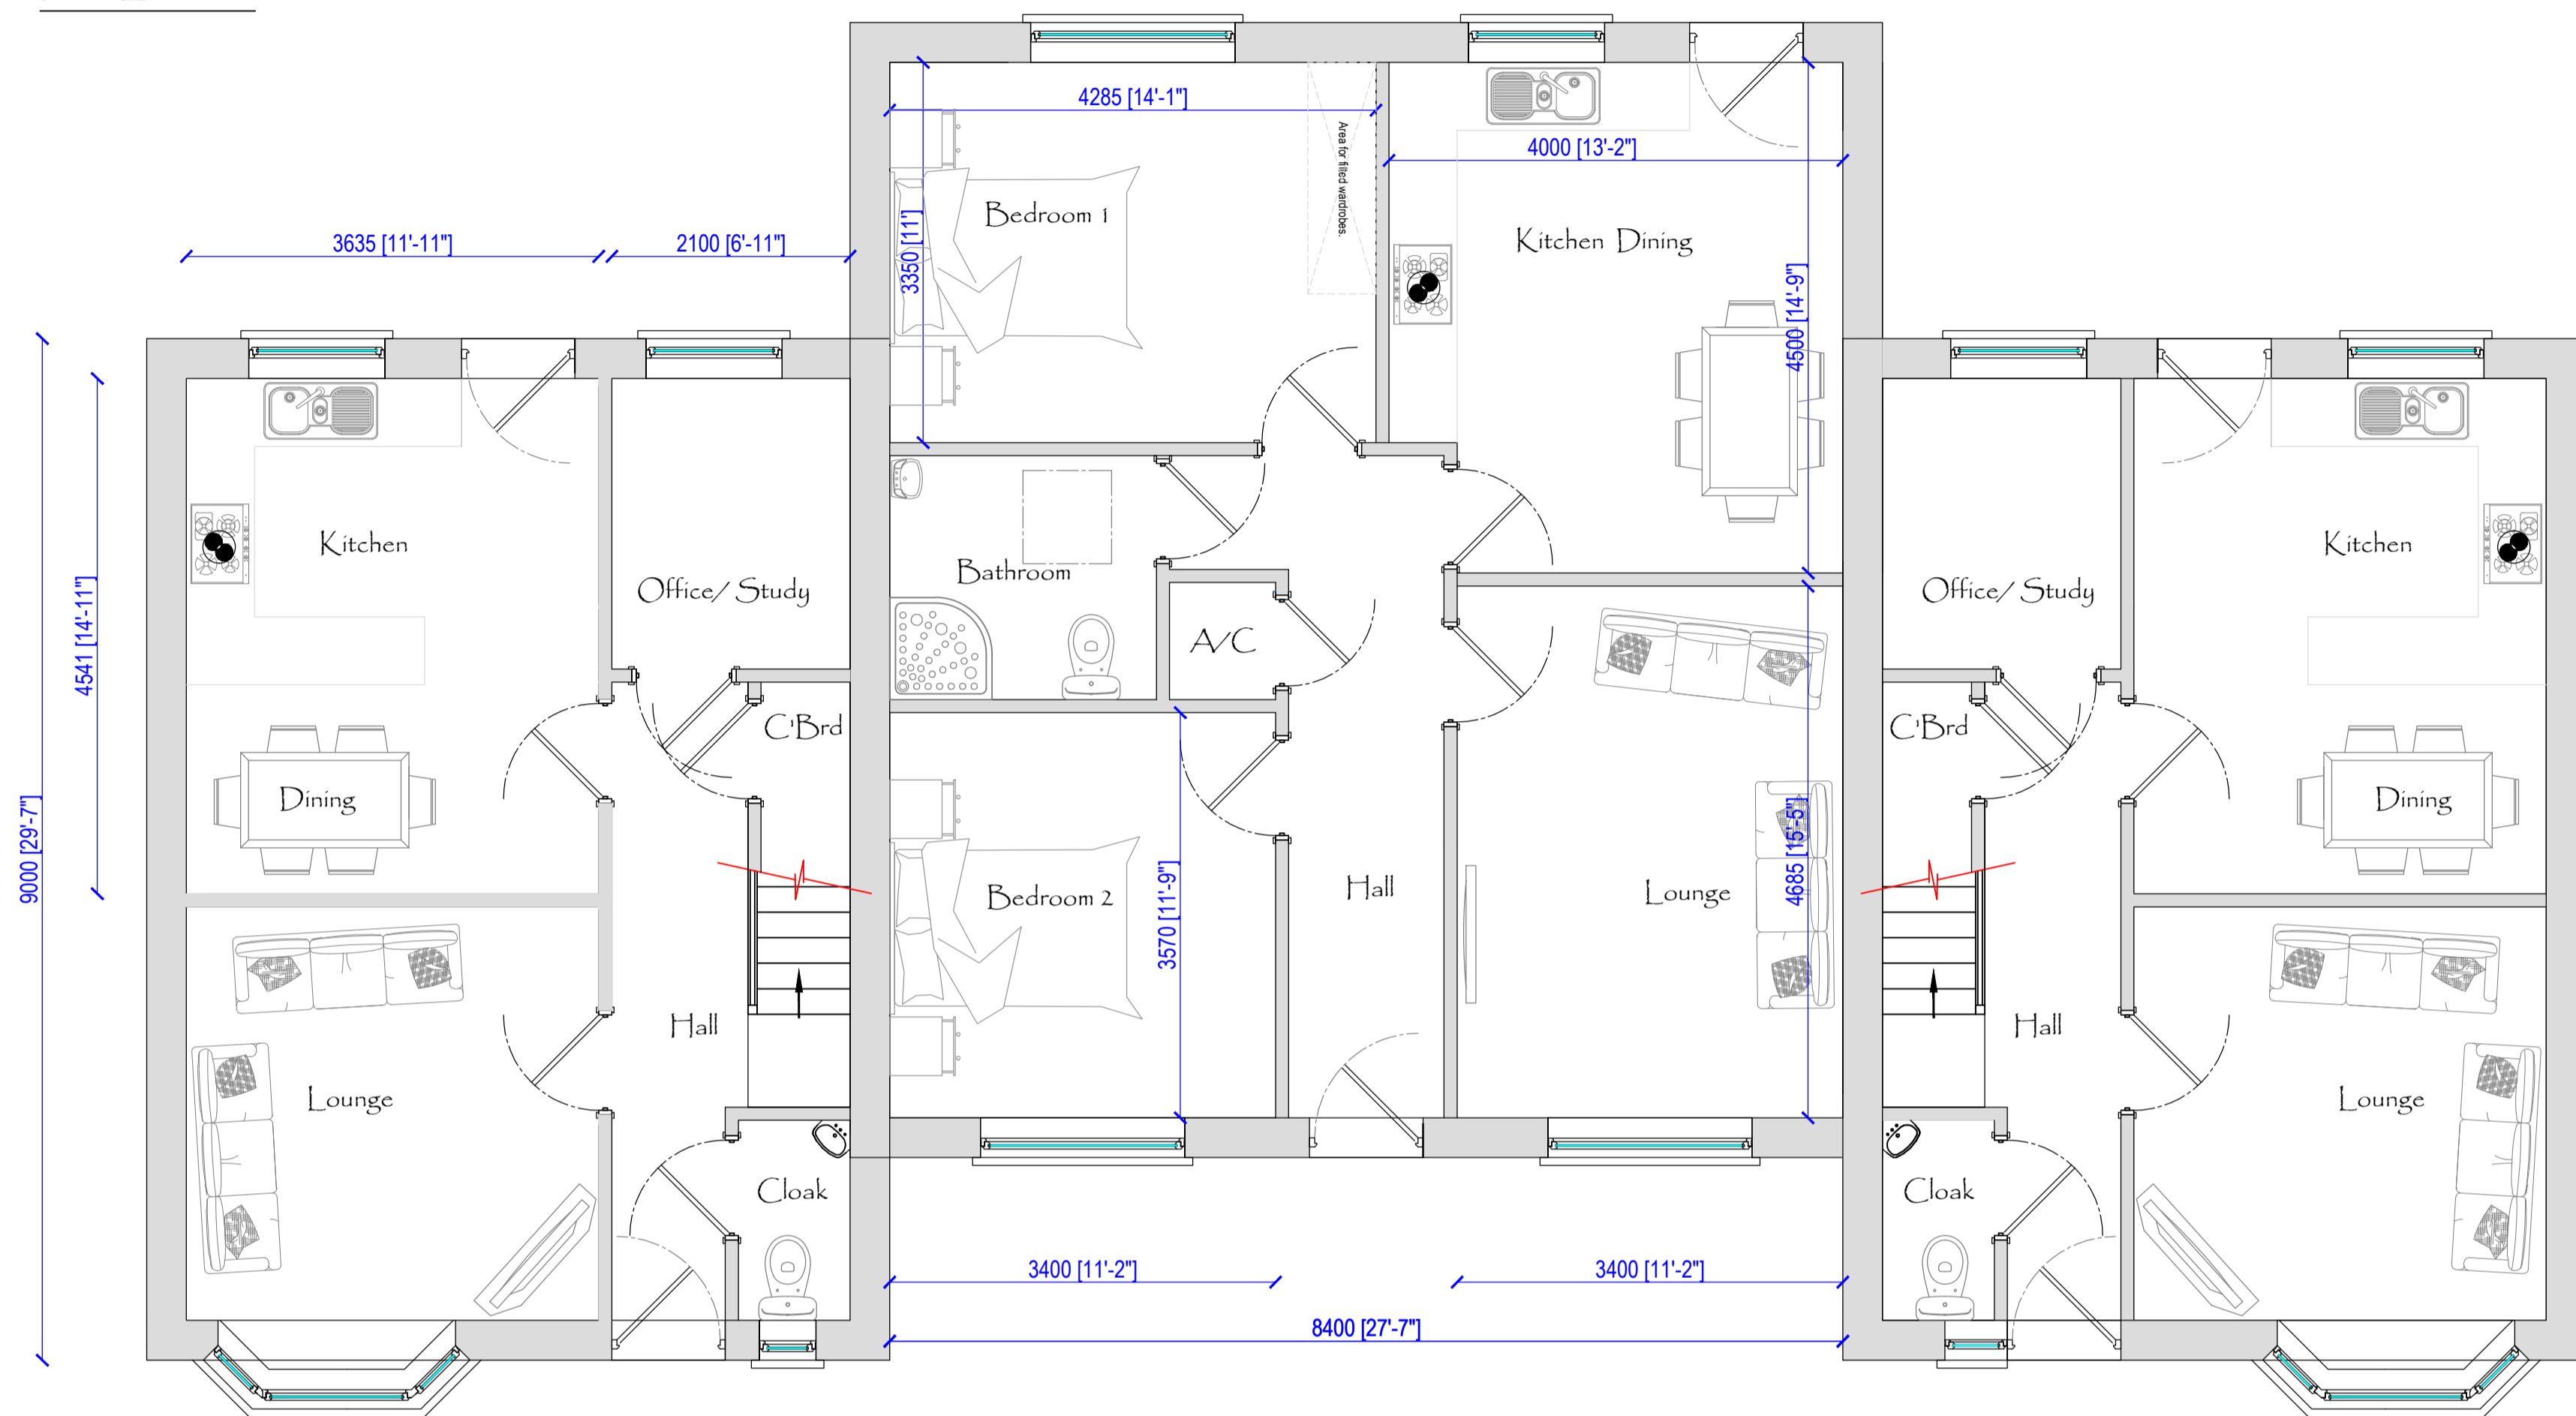 4285 [14'-1"]
Area for fitted wardrobes.
4000 [13'-2"]
Bedroom 1
3350 [11']
Kitchen Dining
3635 [11'-11"]
2100 [6'-11"]
4500 [14'-9"]
Kitchen
Office/ Study
Bathroom
A/C
Office/ Study
Kitchen
4541 [14'-11"]
C'Brd
C'Brd
Dining
Dining
9000 [29'-7"]
Bedroom 2
3570 [11'-9"]
Hall
Lounge
4685 [15'-5"]
Hall
Hall
Lounge
Lounge
Cloak
Cloak
3400 [11'-2"]
3400 [11'-2"]
8400 [27'-7"]